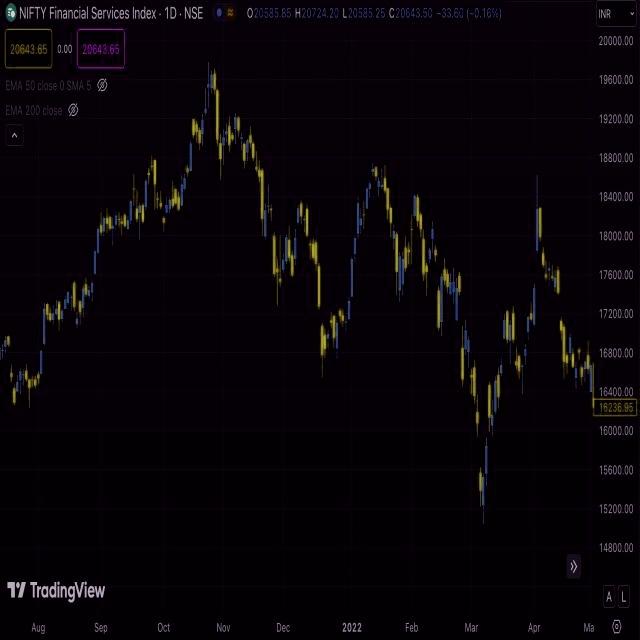 NIFTY Financial Services Index · 1D · NSE
O20585.85 H20724.20 L20585.25 C20643.50 −33.60 (−0.16%)
INR
20643.65 0.00 20643.65
EMA 50 close 0 SMA 5
EMA 200 close
20000.00
19600.00
19200.00
18800.00
18400.00
18000.00
17600.00
17200.00
16800.00
16400.00
16236.95
16000.00
15600.00
15200.00
14800.00
TradingView
A L
Aug Sep Oct Nov Dec 2022 Feb Mar Apr Ma